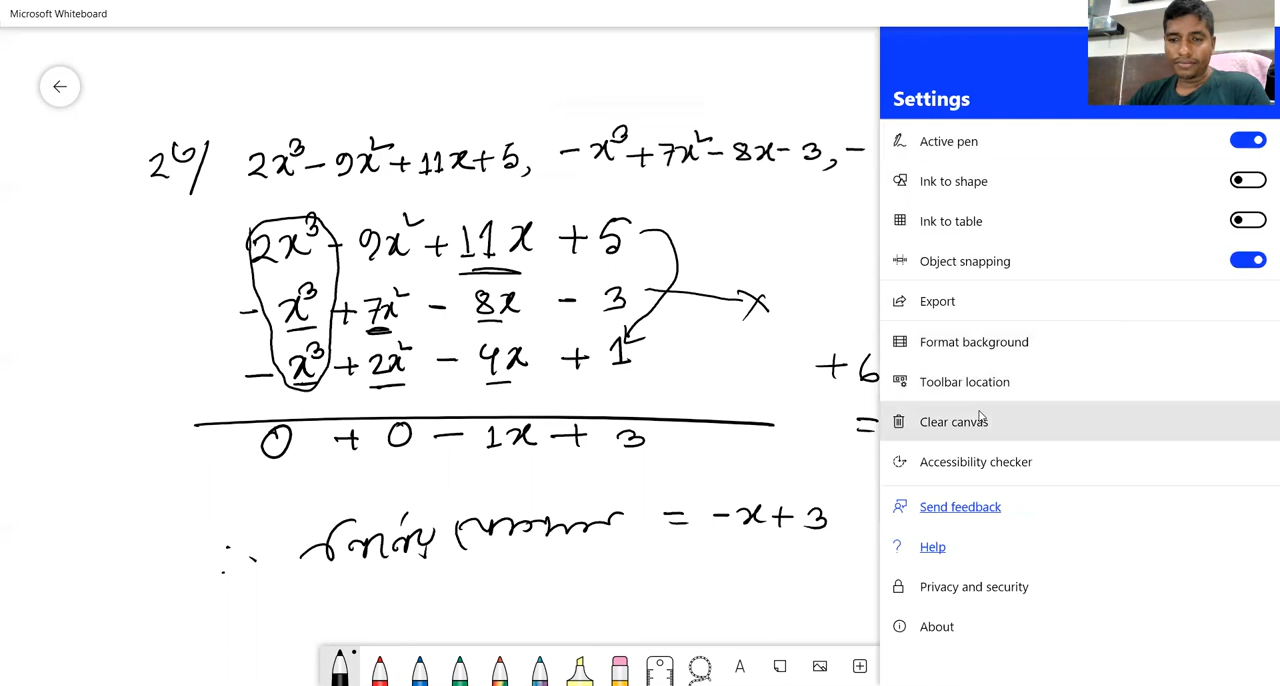 Microsoft Whiteboard
Settings
26/ 2x³ - 9x² + 11x + 5, - x³ + 7x² - 8x - 3, -
2x³ - 9x² + 11x + 5
- x³ + 7x² - 8x - 3 x
- x³ + 2x² - 4x + 1
+ 6
=
0 + 0 - 1x + 3
∴ নির্ণেয় যোগফল = -x + 3
Active pen
Ink to shape
Ink to table
Object snapping
Export
Format background
Toolbar location
Clear canvas
Accessibility checker
Send feedback
Help
Privacy and security
About